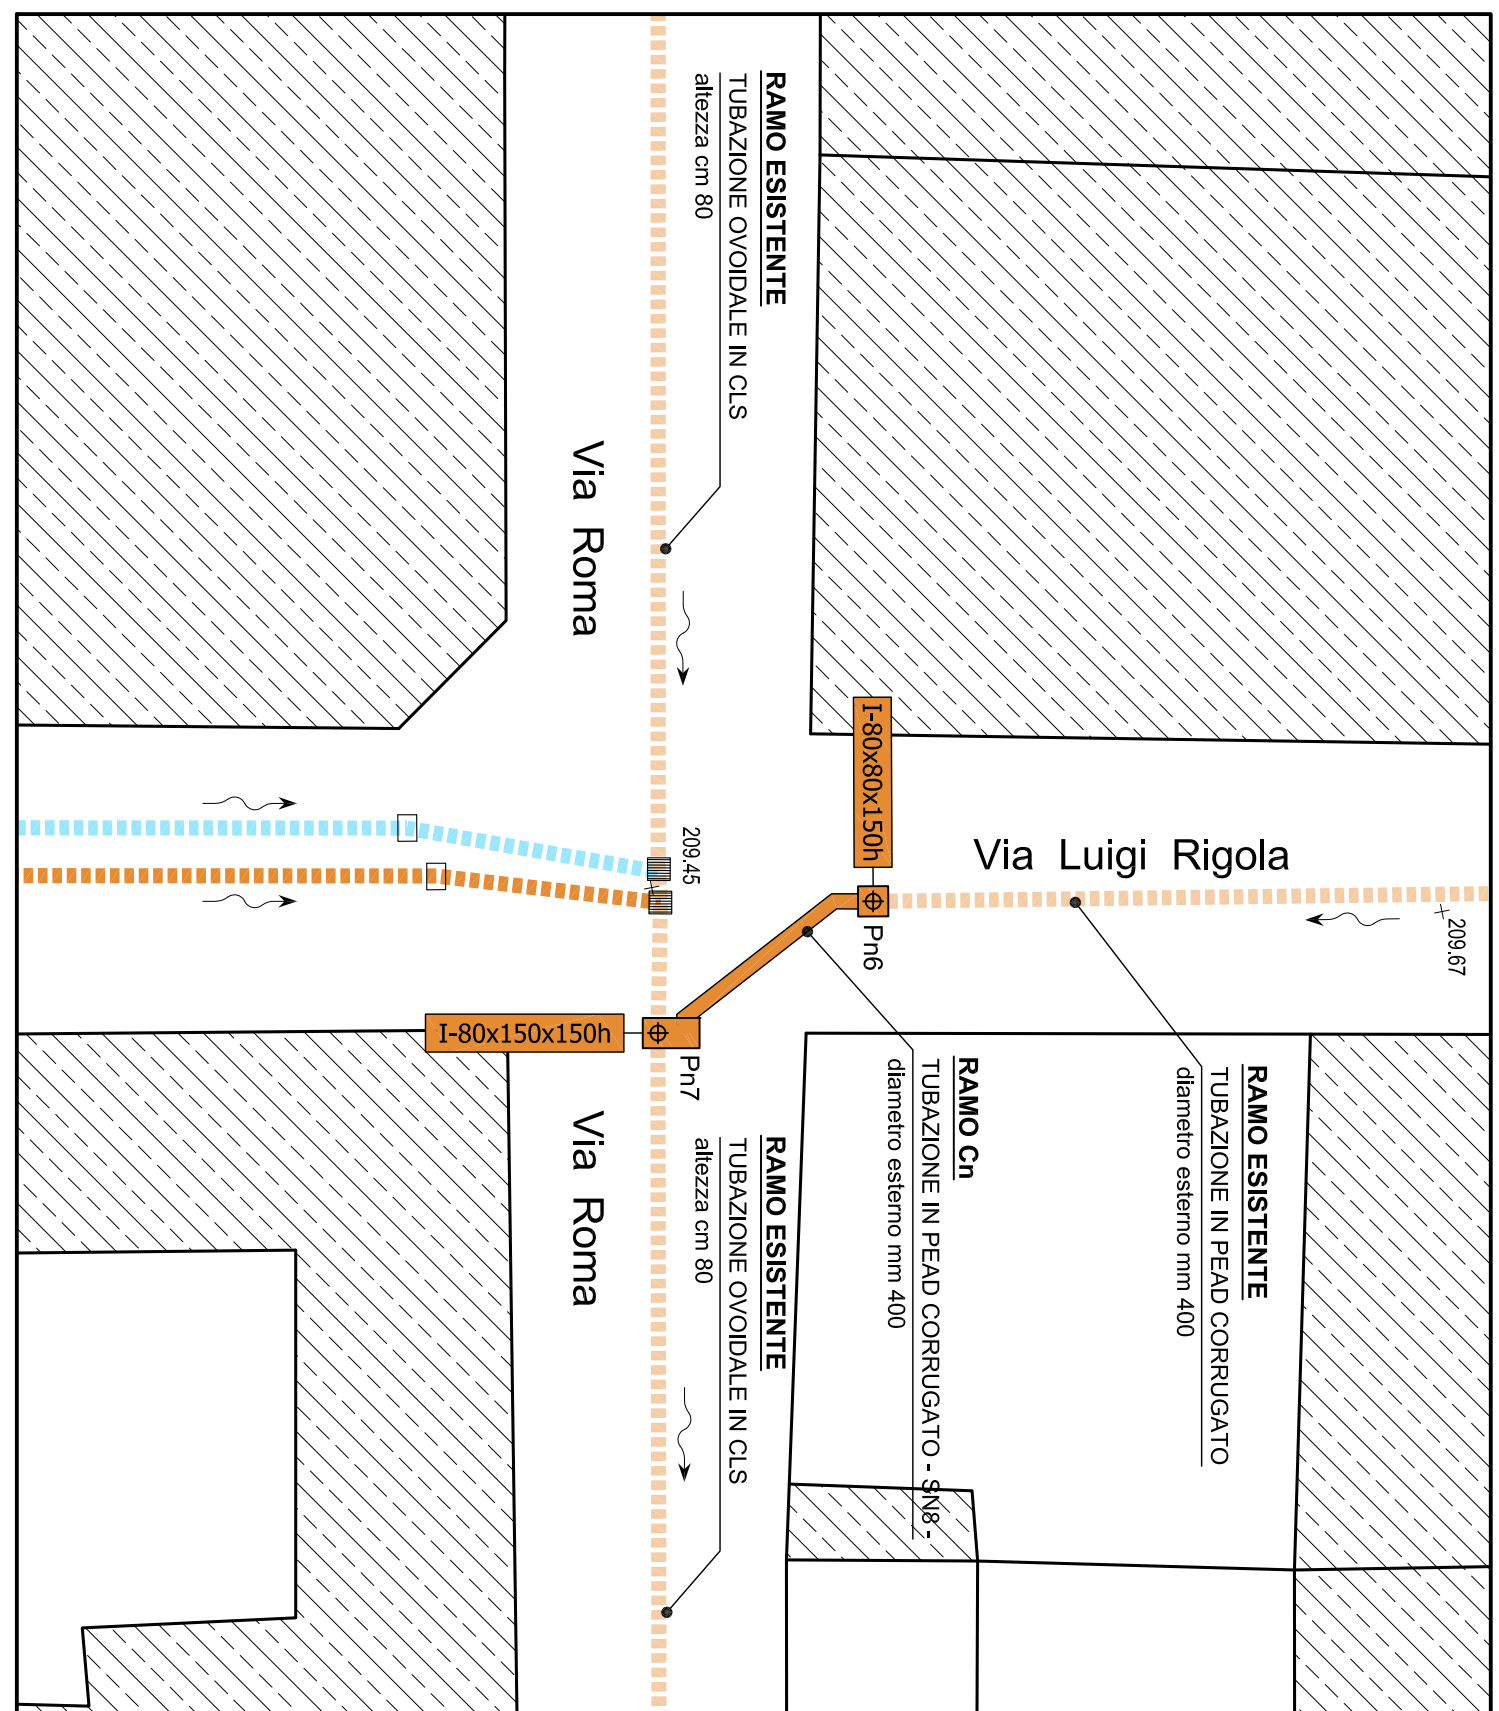 RAMO ESISTENTE
TUBAZIONE OVOIDALE IN CLS
altezza cm 80
Via Roma
I-80x80x150h
Via Luigi Rigola
209.45
Pn6
209.67
I-80x150x150h
Pn7
RAMO Cn
TUBAZIONE IN PEAD CORRUGATO - SN8 -
diametro esterno mm 400
RAMO ESISTENTE
TUBAZIONE IN PEAD CORRUGATO
diametro esterno mm 400
Via Roma
RAMO ESISTENTE
TUBAZIONE OVOIDALE IN CLS
altezza cm 80